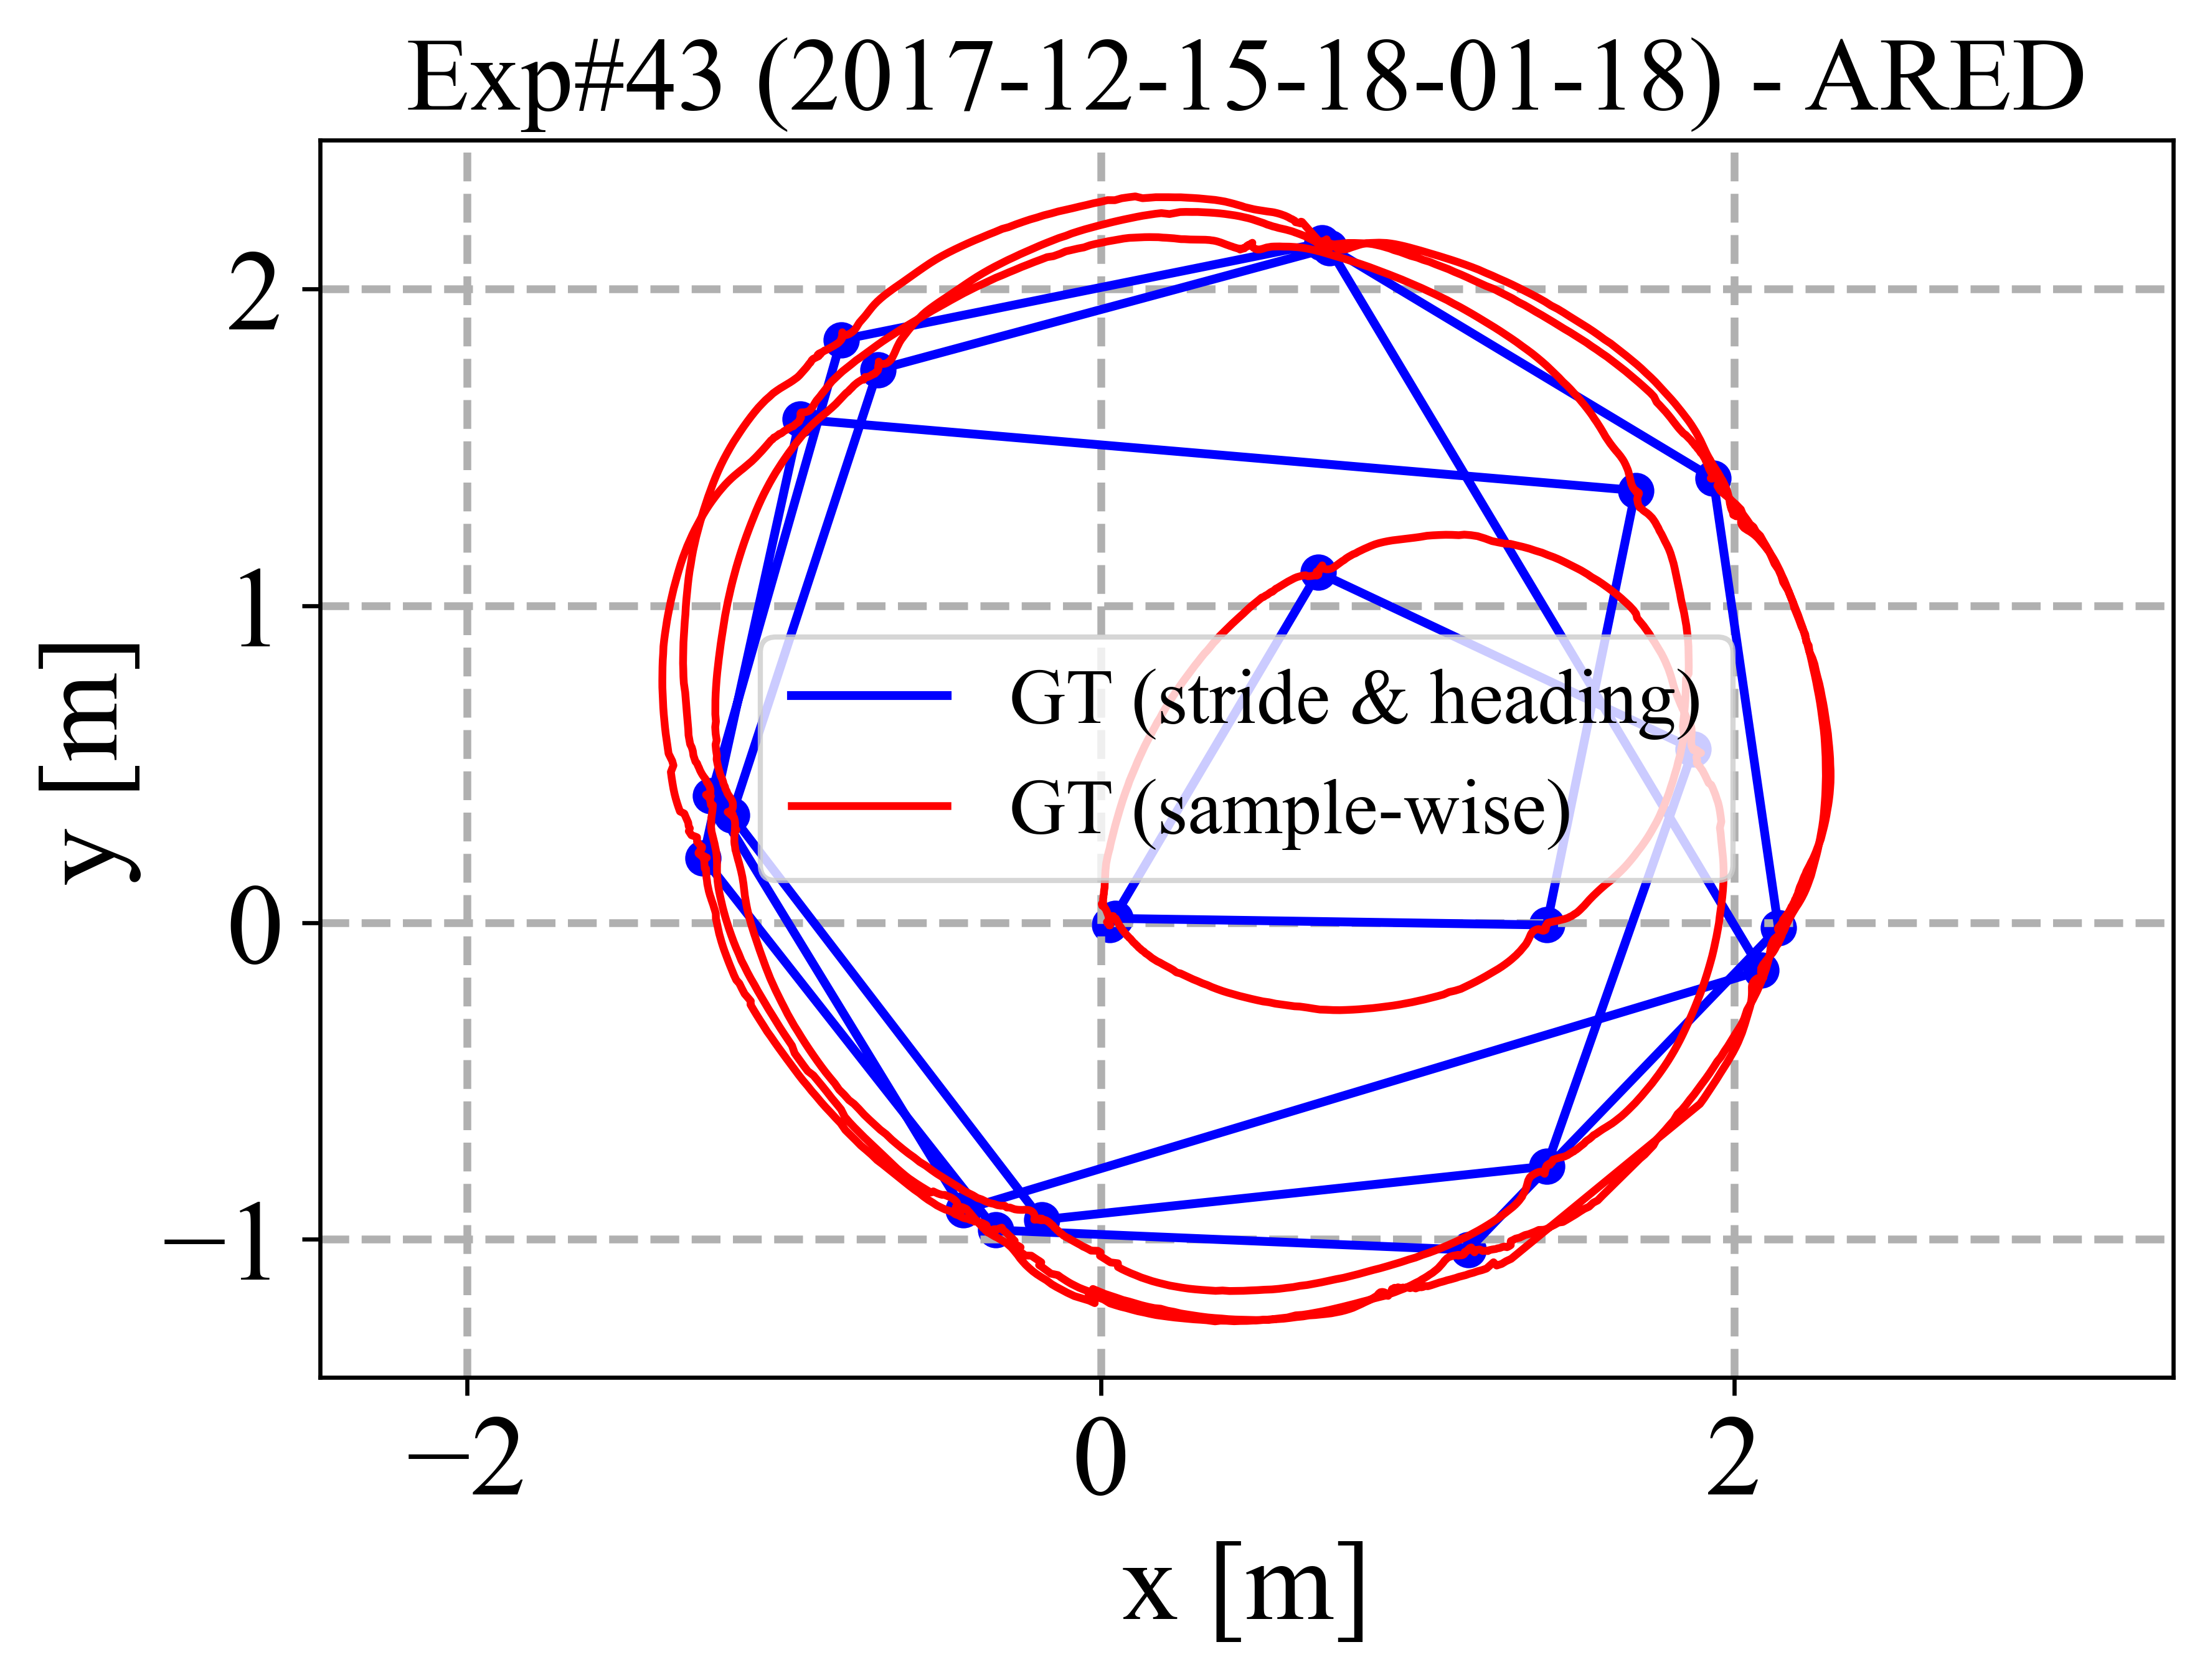 Exp#43 (2017-12-15-18-01-18) - ARED
y [m]
2
1
0
−1
GT (stride & heading)
GT (sample-wise)
−2
0
2
x [m]